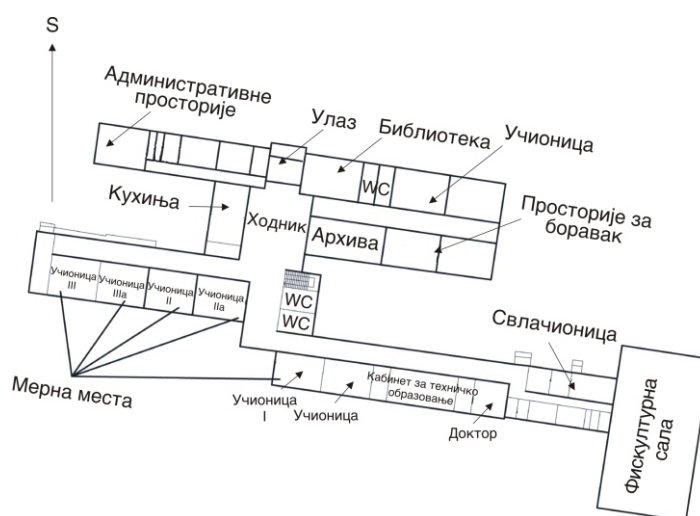 S
Административне
просторије
Улаз
Библиотека
Учионица
WC
Кухиња
Ходник
Архива
Просторије за
боравак
Учионица
III
Учионица
IIIa
Учионица
II
Учионица
IIa
WC
WC
Свлачионица
Мерна места
Учионица
I
Учионица
Кабинет за техничко
образовање
Доктор
Фискултурна
сала